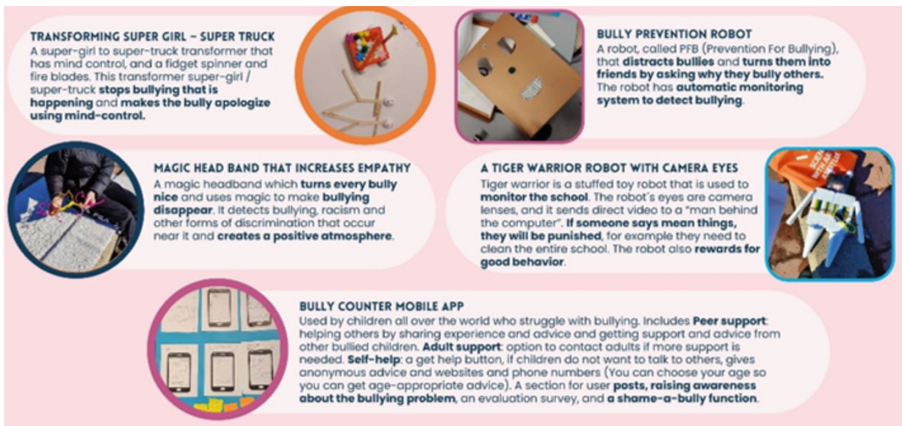 TRANSFORMING SUPER GIRL – SUPER TRUCK
A super-girl to super-truck transformer that
has mind control, and a fidget spinner and
fire blades. This transformer super-girl /
super-truck stops bullying that is
happening and makes the bully apologize
using mind-control.
BULLY PREVENTION ROBOT
A robot, called PFB (Prevention For Bullying),
that distracts bullies and turns them into
friends by asking why they bully others.
The robot has automatic monitoring
system to detect bullying.
MAGIC HEAD BAND THAT INCREASES EMPATHY
A magic headband which turns every bully
nice and uses magic to make bullying
disappear. It detects bullying, racism and
other forms of discrimination that occur
near it and creates a positive atmosphere.
A TIGER WARRIOR ROBOT WITH CAMERA EYES
Tiger warrior is a stuffed toy robot that is used to
monitor the school. The robot's eyes are camera
lenses, and it sends direct video to a "man behind
the computer". If someone says mean things,
they will be punished, for example they need to
clean the entire school. The robot also rewards for
good behavior.
BULLY COUNTER MOBILE APP
Used by children all over the world who struggle with bullying. Includes Peer support:
helping others by sharing experience and advice and getting support and advice from
other bullied children. Adult support: option to contact adults if more support is
needed. Self-help: a get help button, if children do not want to talk to others, gives
anonymous advice and websites and phone numbers (You can choose your age so
you can get age-appropriate advice). A section for user posts, raising awareness
about the bullying problem, an evaluation survey, and a shame-a-bully function.